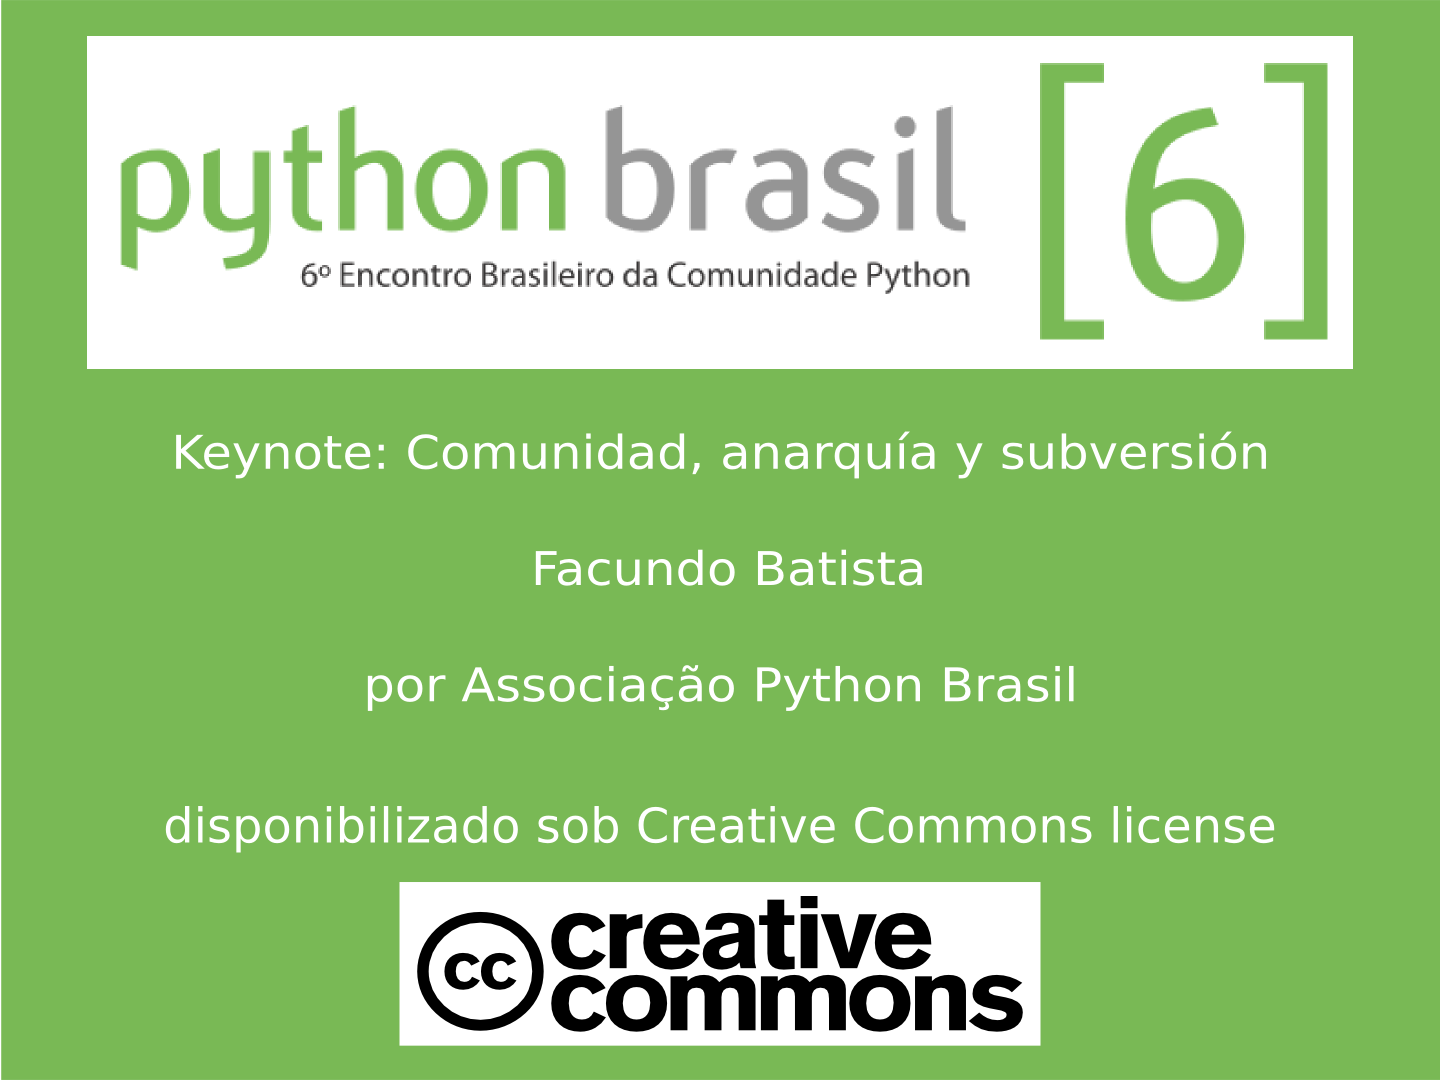 python brasil [6]
6º Encontro Brasileiro da Comunidade Python
Keynote: Comunidad, anarquía y subversión
Facundo Batista
por Associação Python Brasil
disponibilizado sob Creative Commons license
cc creative
commons